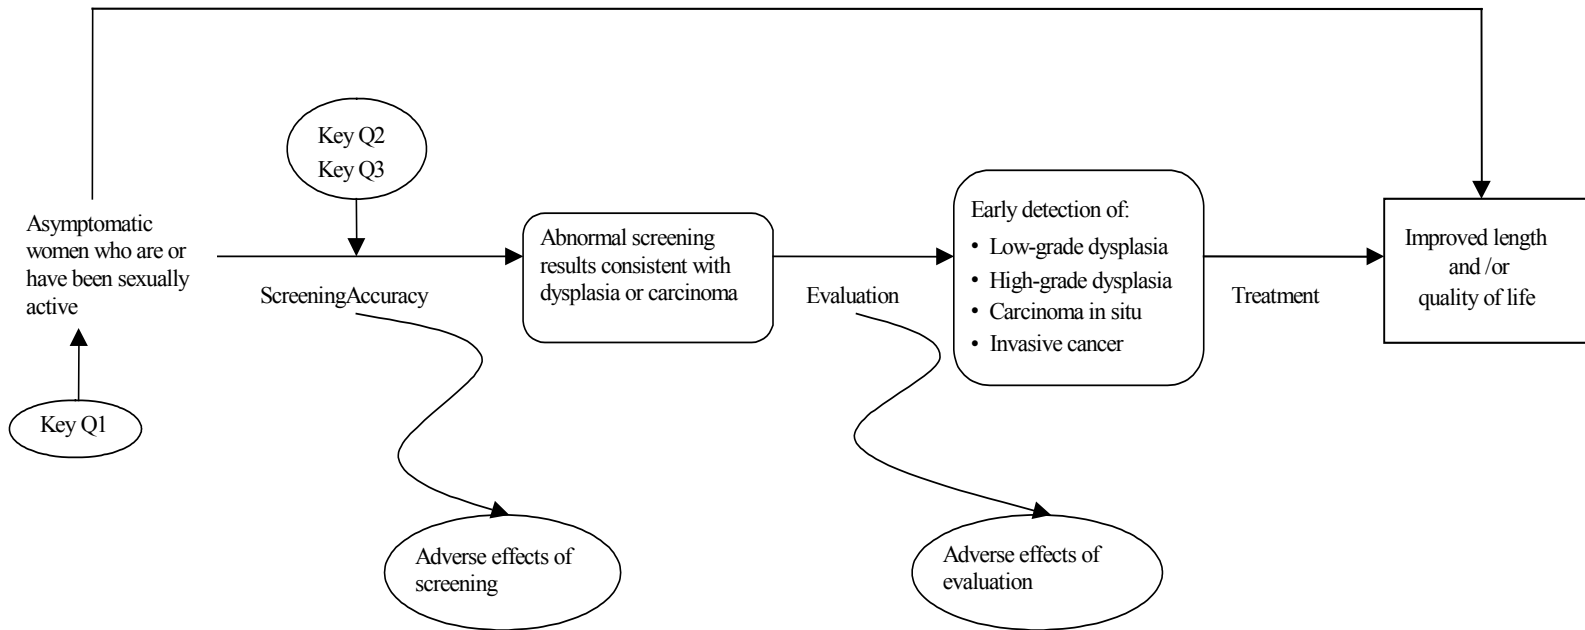 Key Q2
Key Q3
Asymptomatic
women who are or
have been sexually
active
ScreeningAccuracy
Abnormal screening
results consistent with
dysplasia or carcinoma
Evaluation
Early detection of:
• Low-grade dysplasia
• High-grade dysplasia
• Carcinoma in situ
• Invasive cancer
Treatment
Improved length
and /or
quality of life
Key Q1
Adverse effects of
screening
Adverse effects of
evaluation